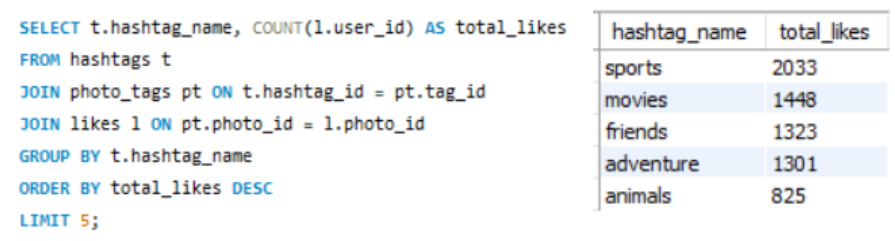 SELECT t.hashtag_name, COUNT(l.user_id) AS total_likes
FROM hashtags t
JOIN photo_tags pt ON t.hashtag_id = pt.tag_id
JOIN likes l ON pt.photo_id = l.photo_id
GROUP BY t.hashtag_name
ORDER BY total_likes DESC
LIMIT 5;
hashtag_name total_likes
sports 2033
movies 1448
friends 1323
adventure 1301
animals 825